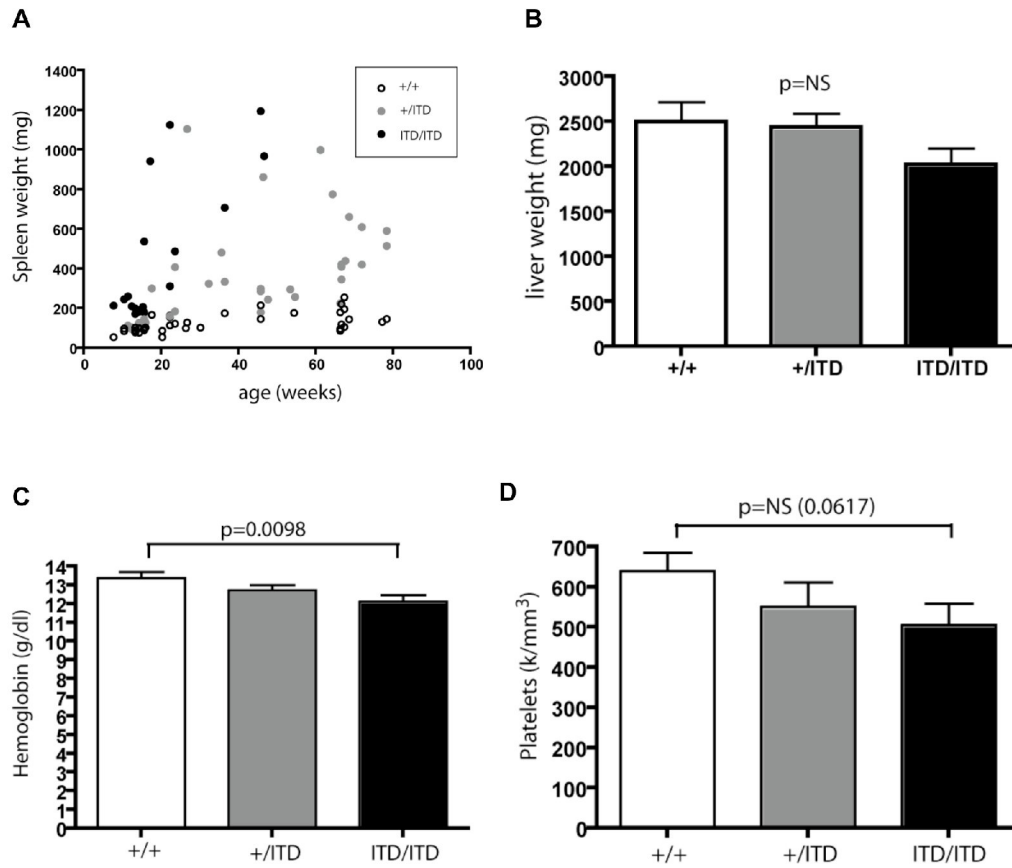 A
Spleen weight (mg)
1400
1200
1000
800
600
400
200
0
0 20 40 60 80 100
age (weeks)
+/+
+/ITD
ITD/ITD
B
liver weight (mg)
p=NS
3000
2500
2000
1500
1000
500
0
+/+ +/ITD ITD/ITD
C
Hemoglobin (g/dl)
p=0.0098
14
13
12
11
10
9
8
7
6
5
4
3
2
1
0
+/+ +/ITD ITD/ITD
D
Platelets (k/mm³)
p=NS (0.0617)
700
600
500
400
300
200
100
0
+/+ +/ITD ITD/ITD